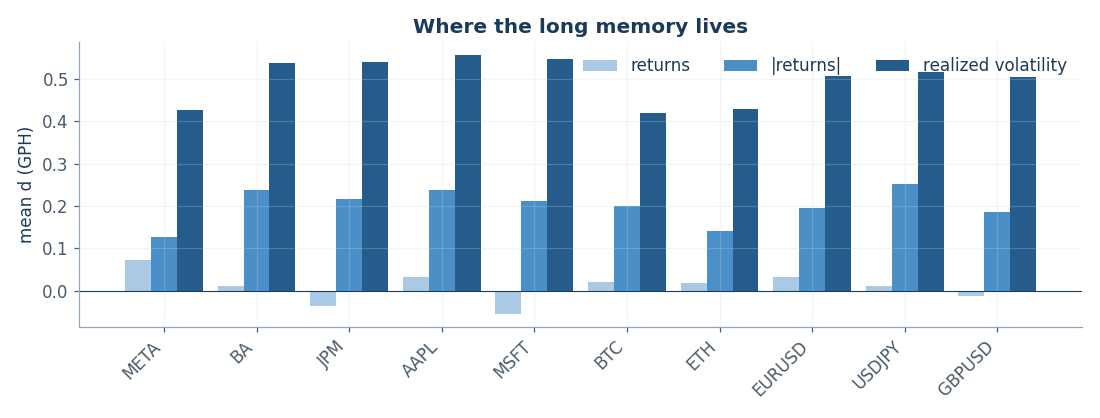 Where the long memory lives
returns |returns| realized volatility
mean d (GPH)
0.5
0.4
0.3
0.2
0.1
0.0
META BA JPM AAPL MSFT BTC ETH EURUSD USDJPY GBPUSD